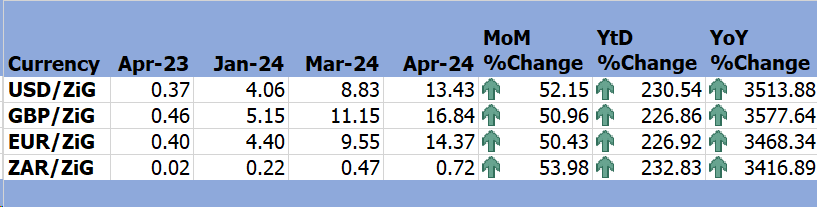 MoM YtD YoY
Currency Apr-23 Jan-24 Mar-24 Apr-24 %Change %Change %Change
USD/ZiG 0.37 4.06 8.83 13.43 52.15 230.54 3513.88
GBP/ZiG 0.46 5.15 11.15 16.84 50.96 226.86 3577.64
EUR/ZiG 0.40 4.40 9.55 14.37 50.43 226.92 3468.34
ZAR/ZiG 0.02 0.22 0.47 0.72 53.98 232.83 3416.89